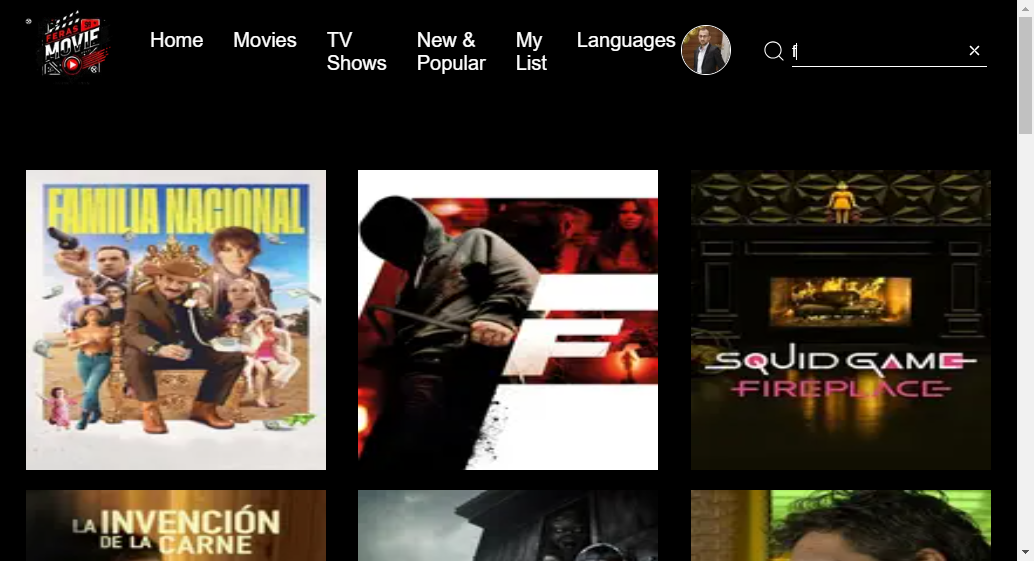 FERAS
MOVIE
Home
Movies
TV
Shows
New &
Popular
My
List
Languages
f
FAMILIA NACIONAL
F
SQUID GAME
FIREPLACE
LA INVENCIÓN
DE LA CARNE